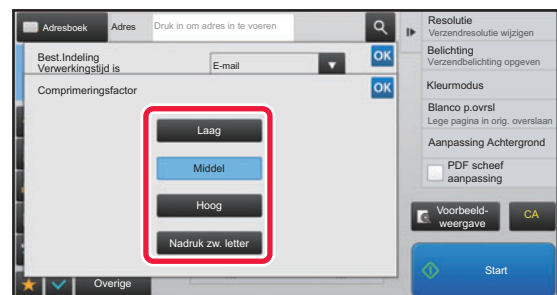 Adresboek
Adres
Druk in om adres in te voeren
Best.Indeling
Verwerkingstijd is
E-mail
OK
Comprimeringsfactor
OK
Laag
Middel
Hoog
Nadruk zw. letter
Overige
Resolutie
Verzendresolutie wijzigen
Belichting
Verzendbelichting opgeven
Kleurmodus
Blanco p.ovrsl
Lege pagina in orig. overslaan
Aanpassing Achtergrond
PDF scheef
aanpassing
Voorbeeld-
weergave
CA
Start